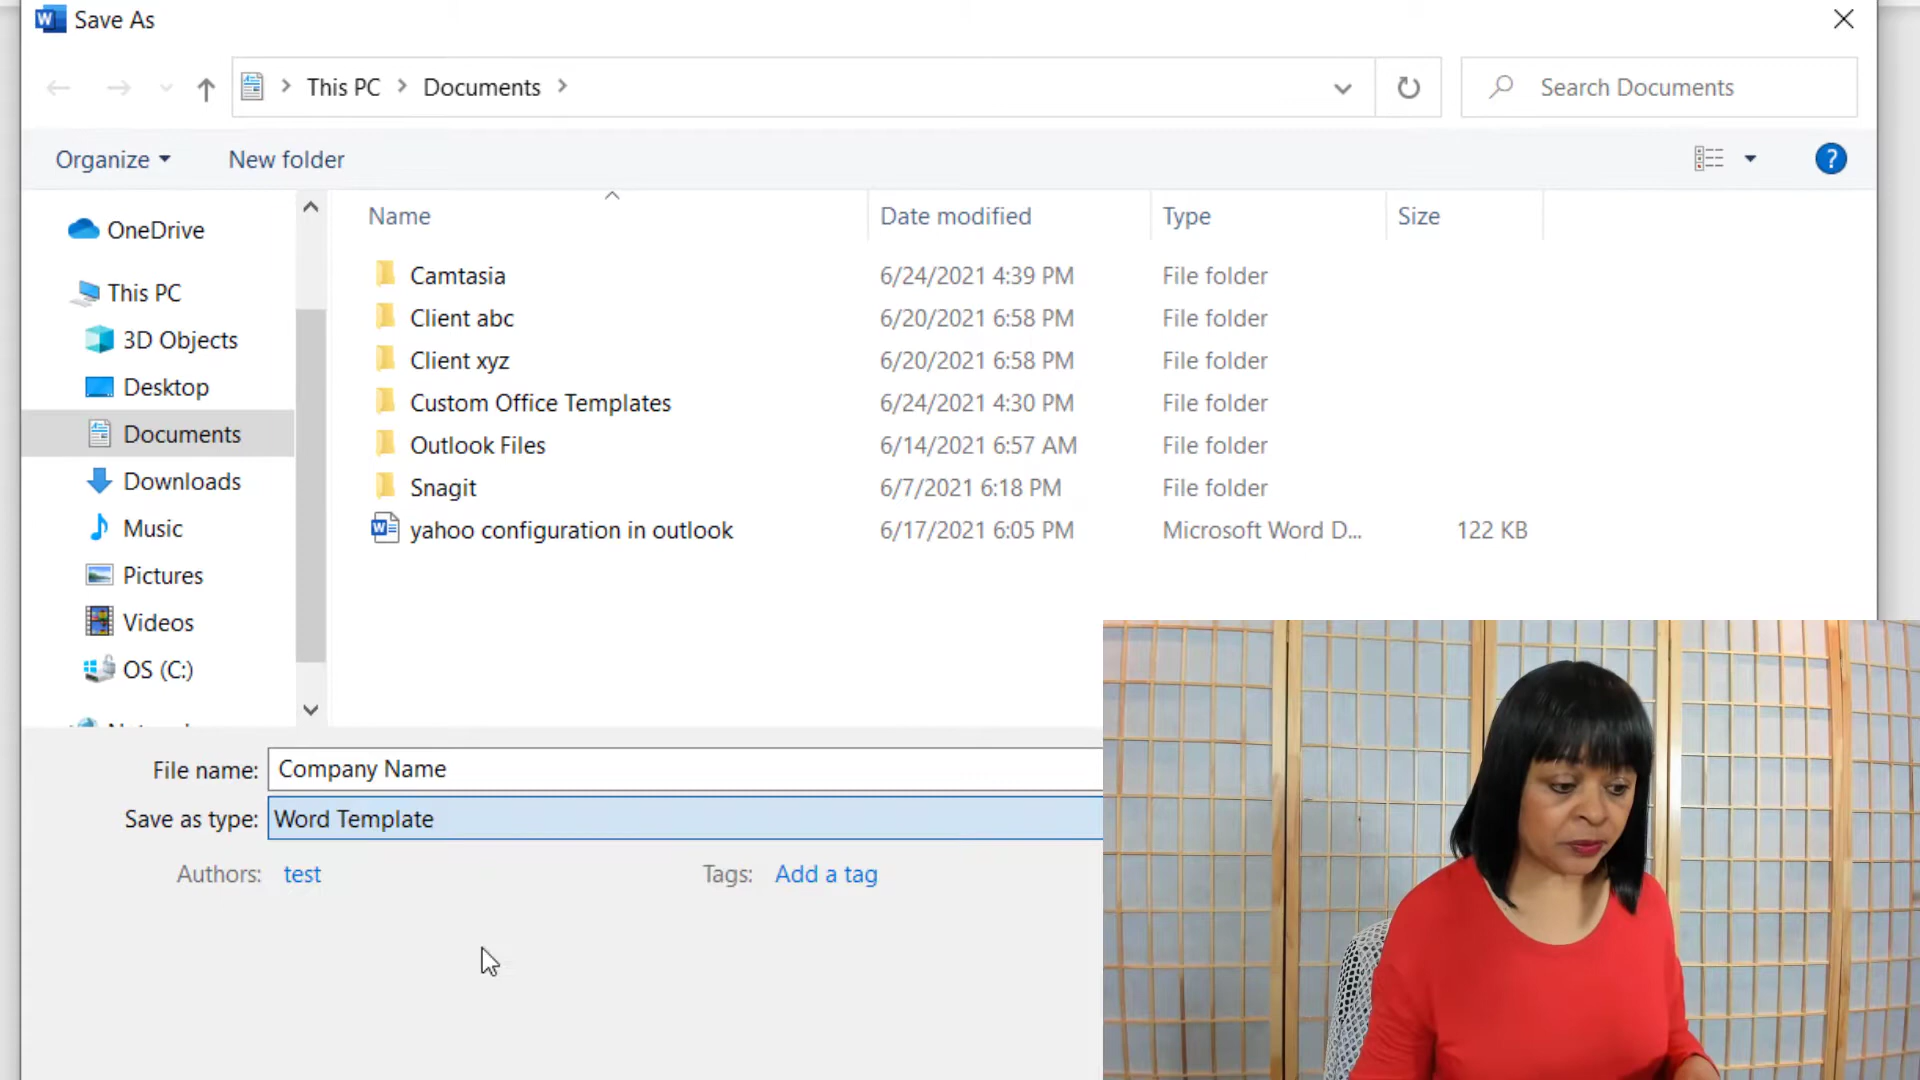 Save As
This PC
Documents
Search Documents
Organize
New folder
?
OneDrive
This PC
3D Objects
Desktop
Documents
Downloads
Music
Pictures
Videos
OS (C:)
Name Date modified Type Size
Camtasia 6/24/2021 4:39 PM File folder
Client abc 6/20/2021 6:58 PM File folder
Client xyz 6/20/2021 6:58 PM File folder
Custom Office Templates 6/24/2021 4:30 PM File folder
Outlook Files 6/14/2021 6:57 AM File folder
Snagit 6/7/2021 6:18 PM File folder
yahoo configuration in outlook 6/17/2021 6:05 PM Microsoft Word D... 122 KB
File name: Company Name
Save as type: Word Template
Authors: test Tags: Add a tag